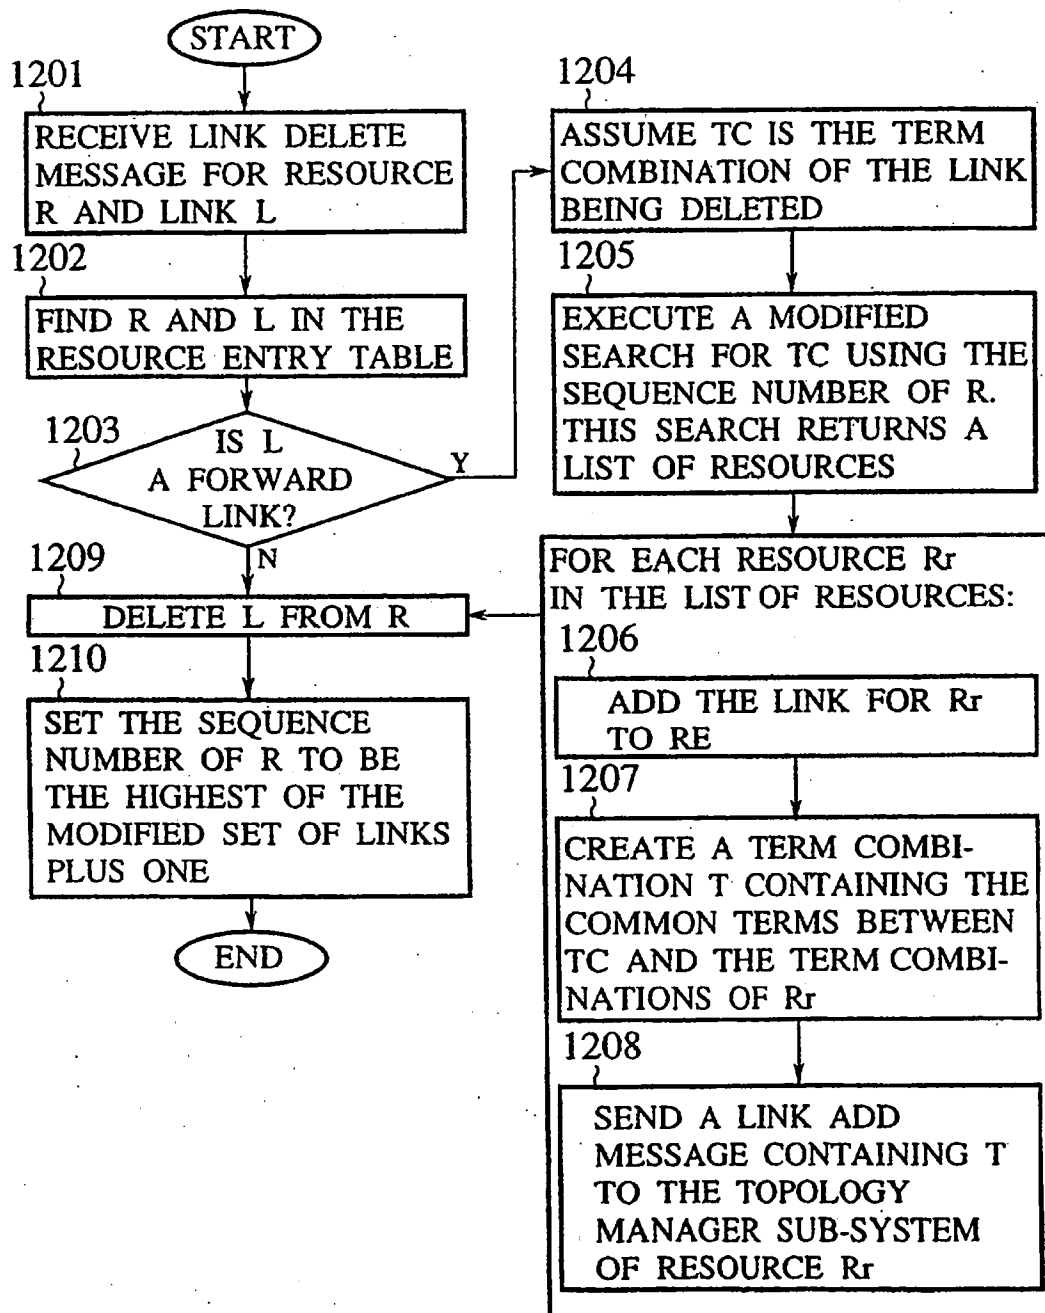 START
1201
RECEIVE LINK DELETE
MESSAGE FOR RESOURCE
R AND LINK L
1202
FIND R AND L IN THE
RESOURCE ENTRY TABLE
1203
IS L
A FORWARD
LINK?
Y
N
1209
DELETE L FROM R
1210
SET THE SEQUENCE
NUMBER OF R TO BE
THE HIGHEST OF THE
MODIFIED SET OF LINKS
PLUS ONE
END
1204
ASSUME TC IS THE TERM
COMBINATION OF THE LINK
BEING DELETED
1205
EXECUTE A MODIFIED
SEARCH FOR TC USING THE
SEQUENCE NUMBER OF R.
THIS SEARCH RETURNS A
LIST OF RESOURCES
FOR EACH RESOURCE Rr
IN THE LIST OF RESOURCES:
1206
ADD THE LINK FOR Rr
TO RE
1207
CREATE A TERM COMBI-
NATION T CONTAINING THE
COMMON TERMS BETWEEN
TC AND THE TERM COMBI-
NATIONS OF Rr
1208
SEND A LINK ADD
MESSAGE CONTAINING T
TO THE TOPOLOGY
MANAGER SUB-SYSTEM
OF RESOURCE Rr